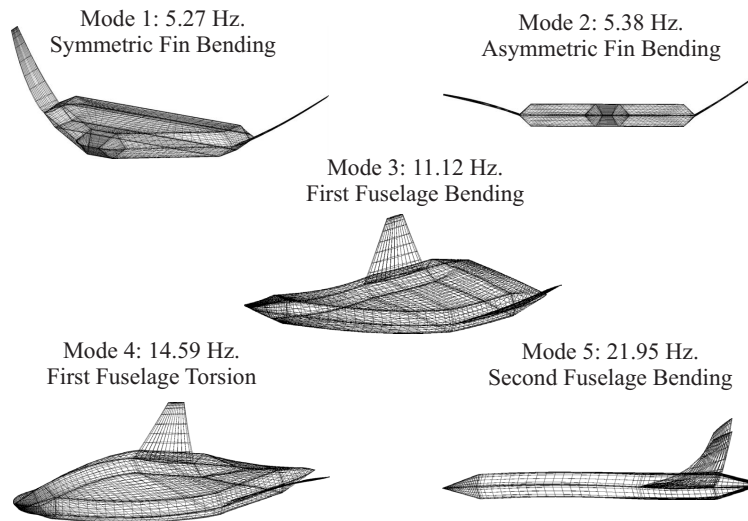 Mode 1: 5.27 Hz.
Symmetric Fin Bending
Mode 2: 5.38 Hz.
Asymmetric Fin Bending
Mode 3: 11.12 Hz.
First Fuselage Bending
Mode 4: 14.59 Hz.
First Fuselage Torsion
Mode 5: 21.95 Hz.
Second Fuselage Bending